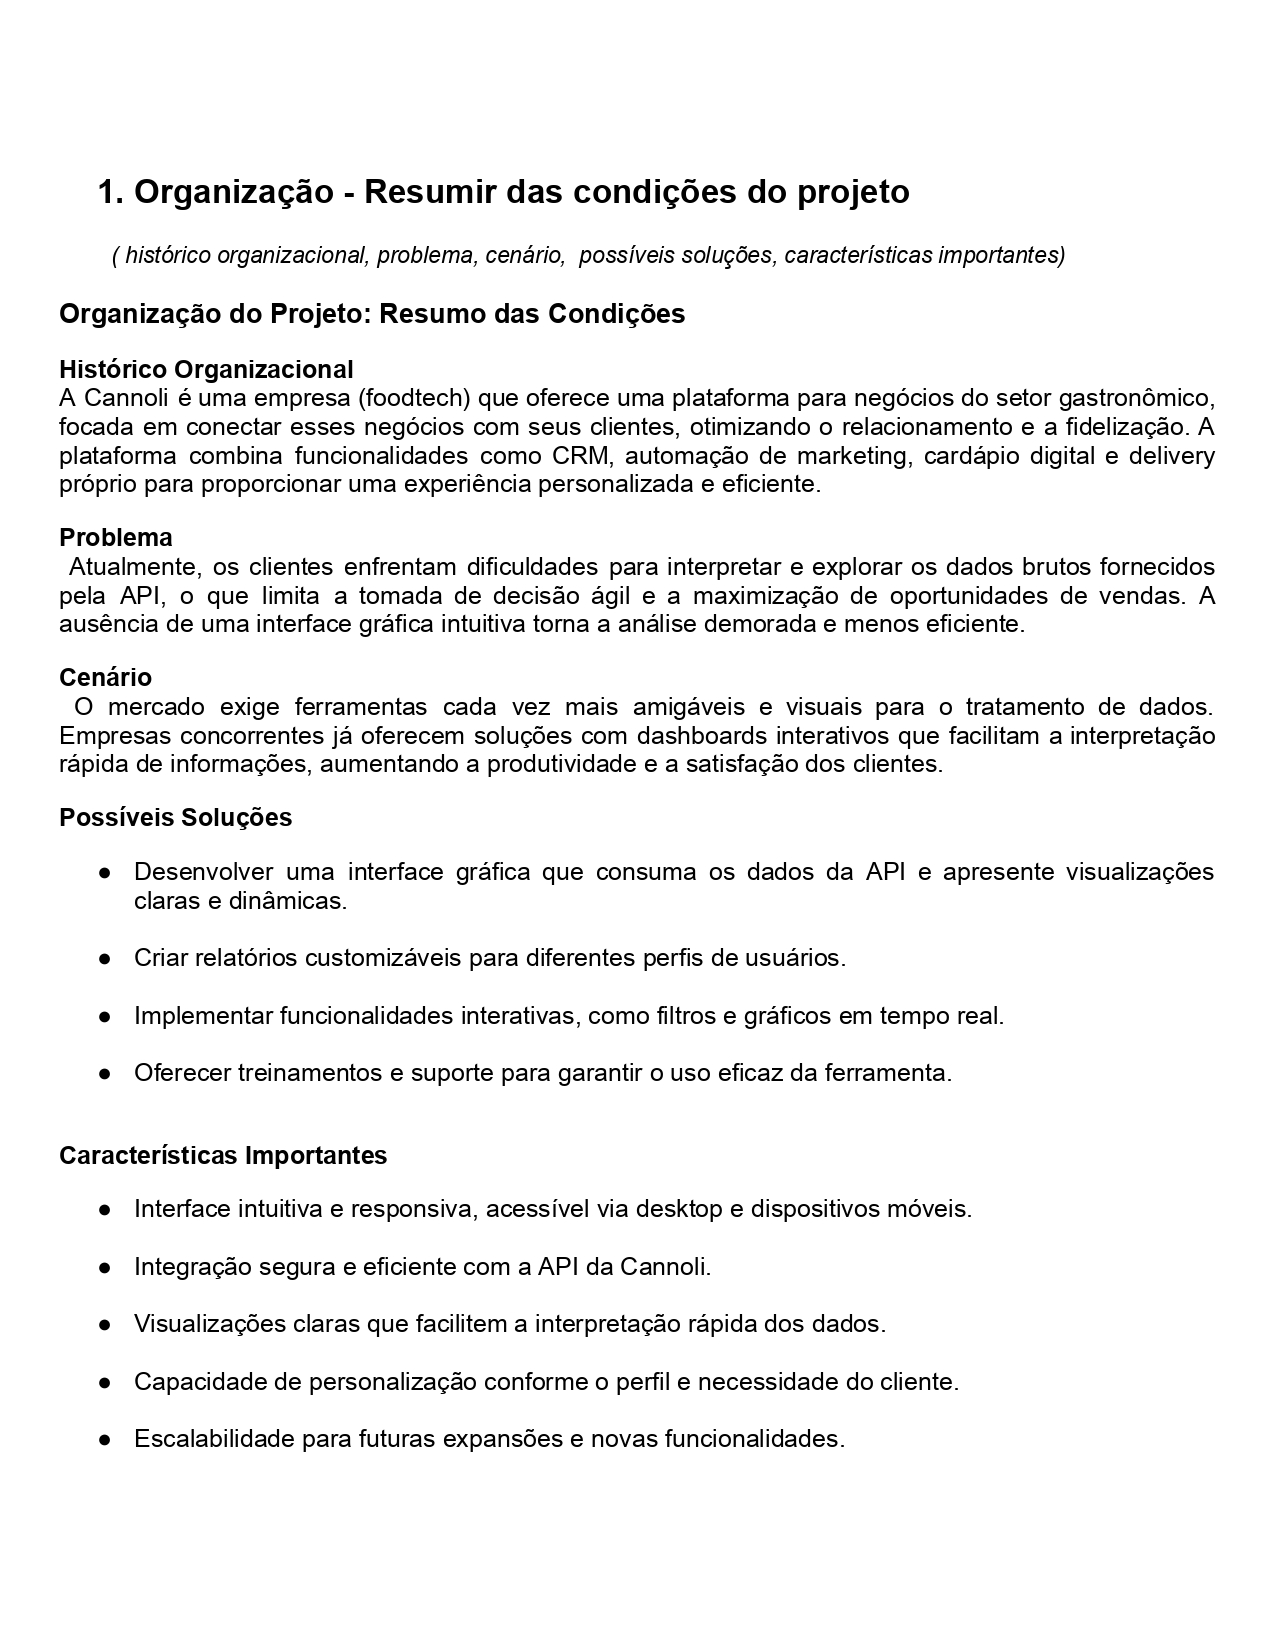 1. Organização - Resumir das condições do projeto
( histórico organizacional, problema, cenário,  possíveis soluções, características importantes)
Organização do Projeto: Resumo das Condições
Histórico Organizacional
A Cannoli é uma empresa (foodtech) que oferece uma plataforma para negócios do setor gastronômico,
focada em conectar esses negócios com seus clientes, otimizando o relacionamento e a fidelização. A
plataforma combina funcionalidades como CRM, automação de marketing, cardápio digital e delivery
próprio para proporcionar uma experiência personalizada e eficiente.
Problema
Atualmente, os clientes enfrentam dificuldades para interpretar e explorar os dados brutos fornecidos
pela API, o que limita a tomada de decisão ágil e a maximização de oportunidades de vendas. A
ausência de uma interface gráfica intuitiva torna a análise demorada e menos eficiente.
Cenário
O mercado exige ferramentas cada vez mais amigáveis e visuais para o tratamento de dados.
Empresas concorrentes já oferecem soluções com dashboards interativos que facilitam a interpretação
rápida de informações, aumentando a produtividade e a satisfação dos clientes.
Possíveis Soluções
● Desenvolver uma interface gráfica que consuma os dados da API e apresente visualizações
claras e dinâmicas.
● Criar relatórios customizáveis para diferentes perfis de usuários.
● Implementar funcionalidades interativas, como filtros e gráficos em tempo real.
● Oferecer treinamentos e suporte para garantir o uso eficaz da ferramenta.
Características Importantes
● Interface intuitiva e responsiva, acessível via desktop e dispositivos móveis.
● Integração segura e eficiente com a API da Cannoli.
● Visualizações claras que facilitem a interpretação rápida dos dados.
● Capacidade de personalização conforme o perfil e necessidade do cliente.
● Escalabilidade para futuras expansões e novas funcionalidades.